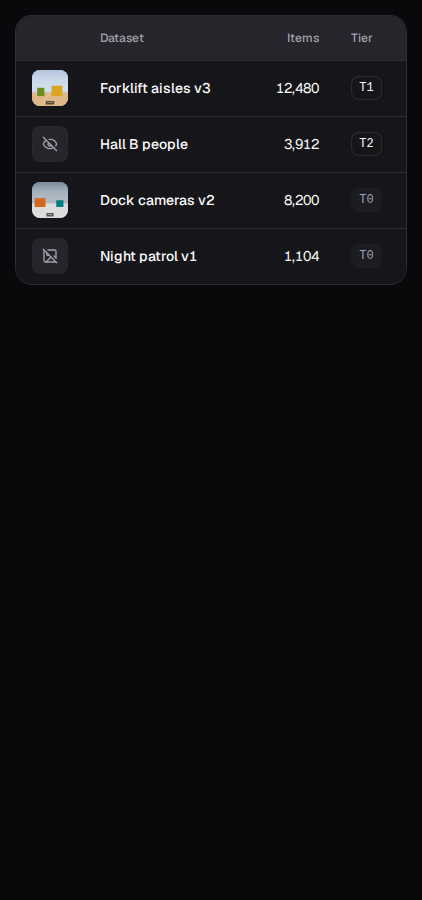 Dataset Items Tier
Forklift aisles v3 12,480 T1
Hall B people 3,912 T2
Dock cameras v2 8,200 T0
Night patrol v1 1,104 T0